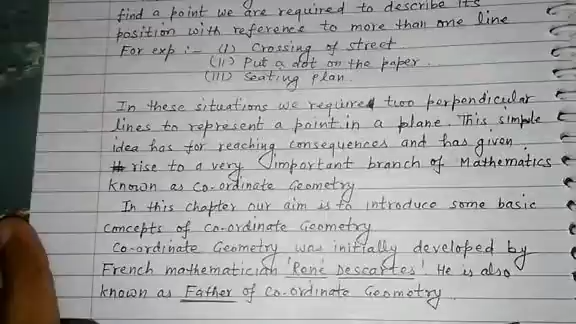 find a point we are required to describe its
position with reference to more than one line
For exp :- (I) Crossing of street
(II) Put a dot on the paper.
(III) Seating plan.
In these situations we required two perpendicular
lines to represent a point in a plane. This simple
idea has for reaching consequences and has given
rise to a very important branch of Mathematics
known as Co-ordinate Geometry
In this chapter our aim is to introduce some basic
concepts of co-ordinate Geometry
Co-ordinate Geometry was initially developed by
French mathematician 'René Descartes'. He is also
known as Father of Co-ordinate Geometry.